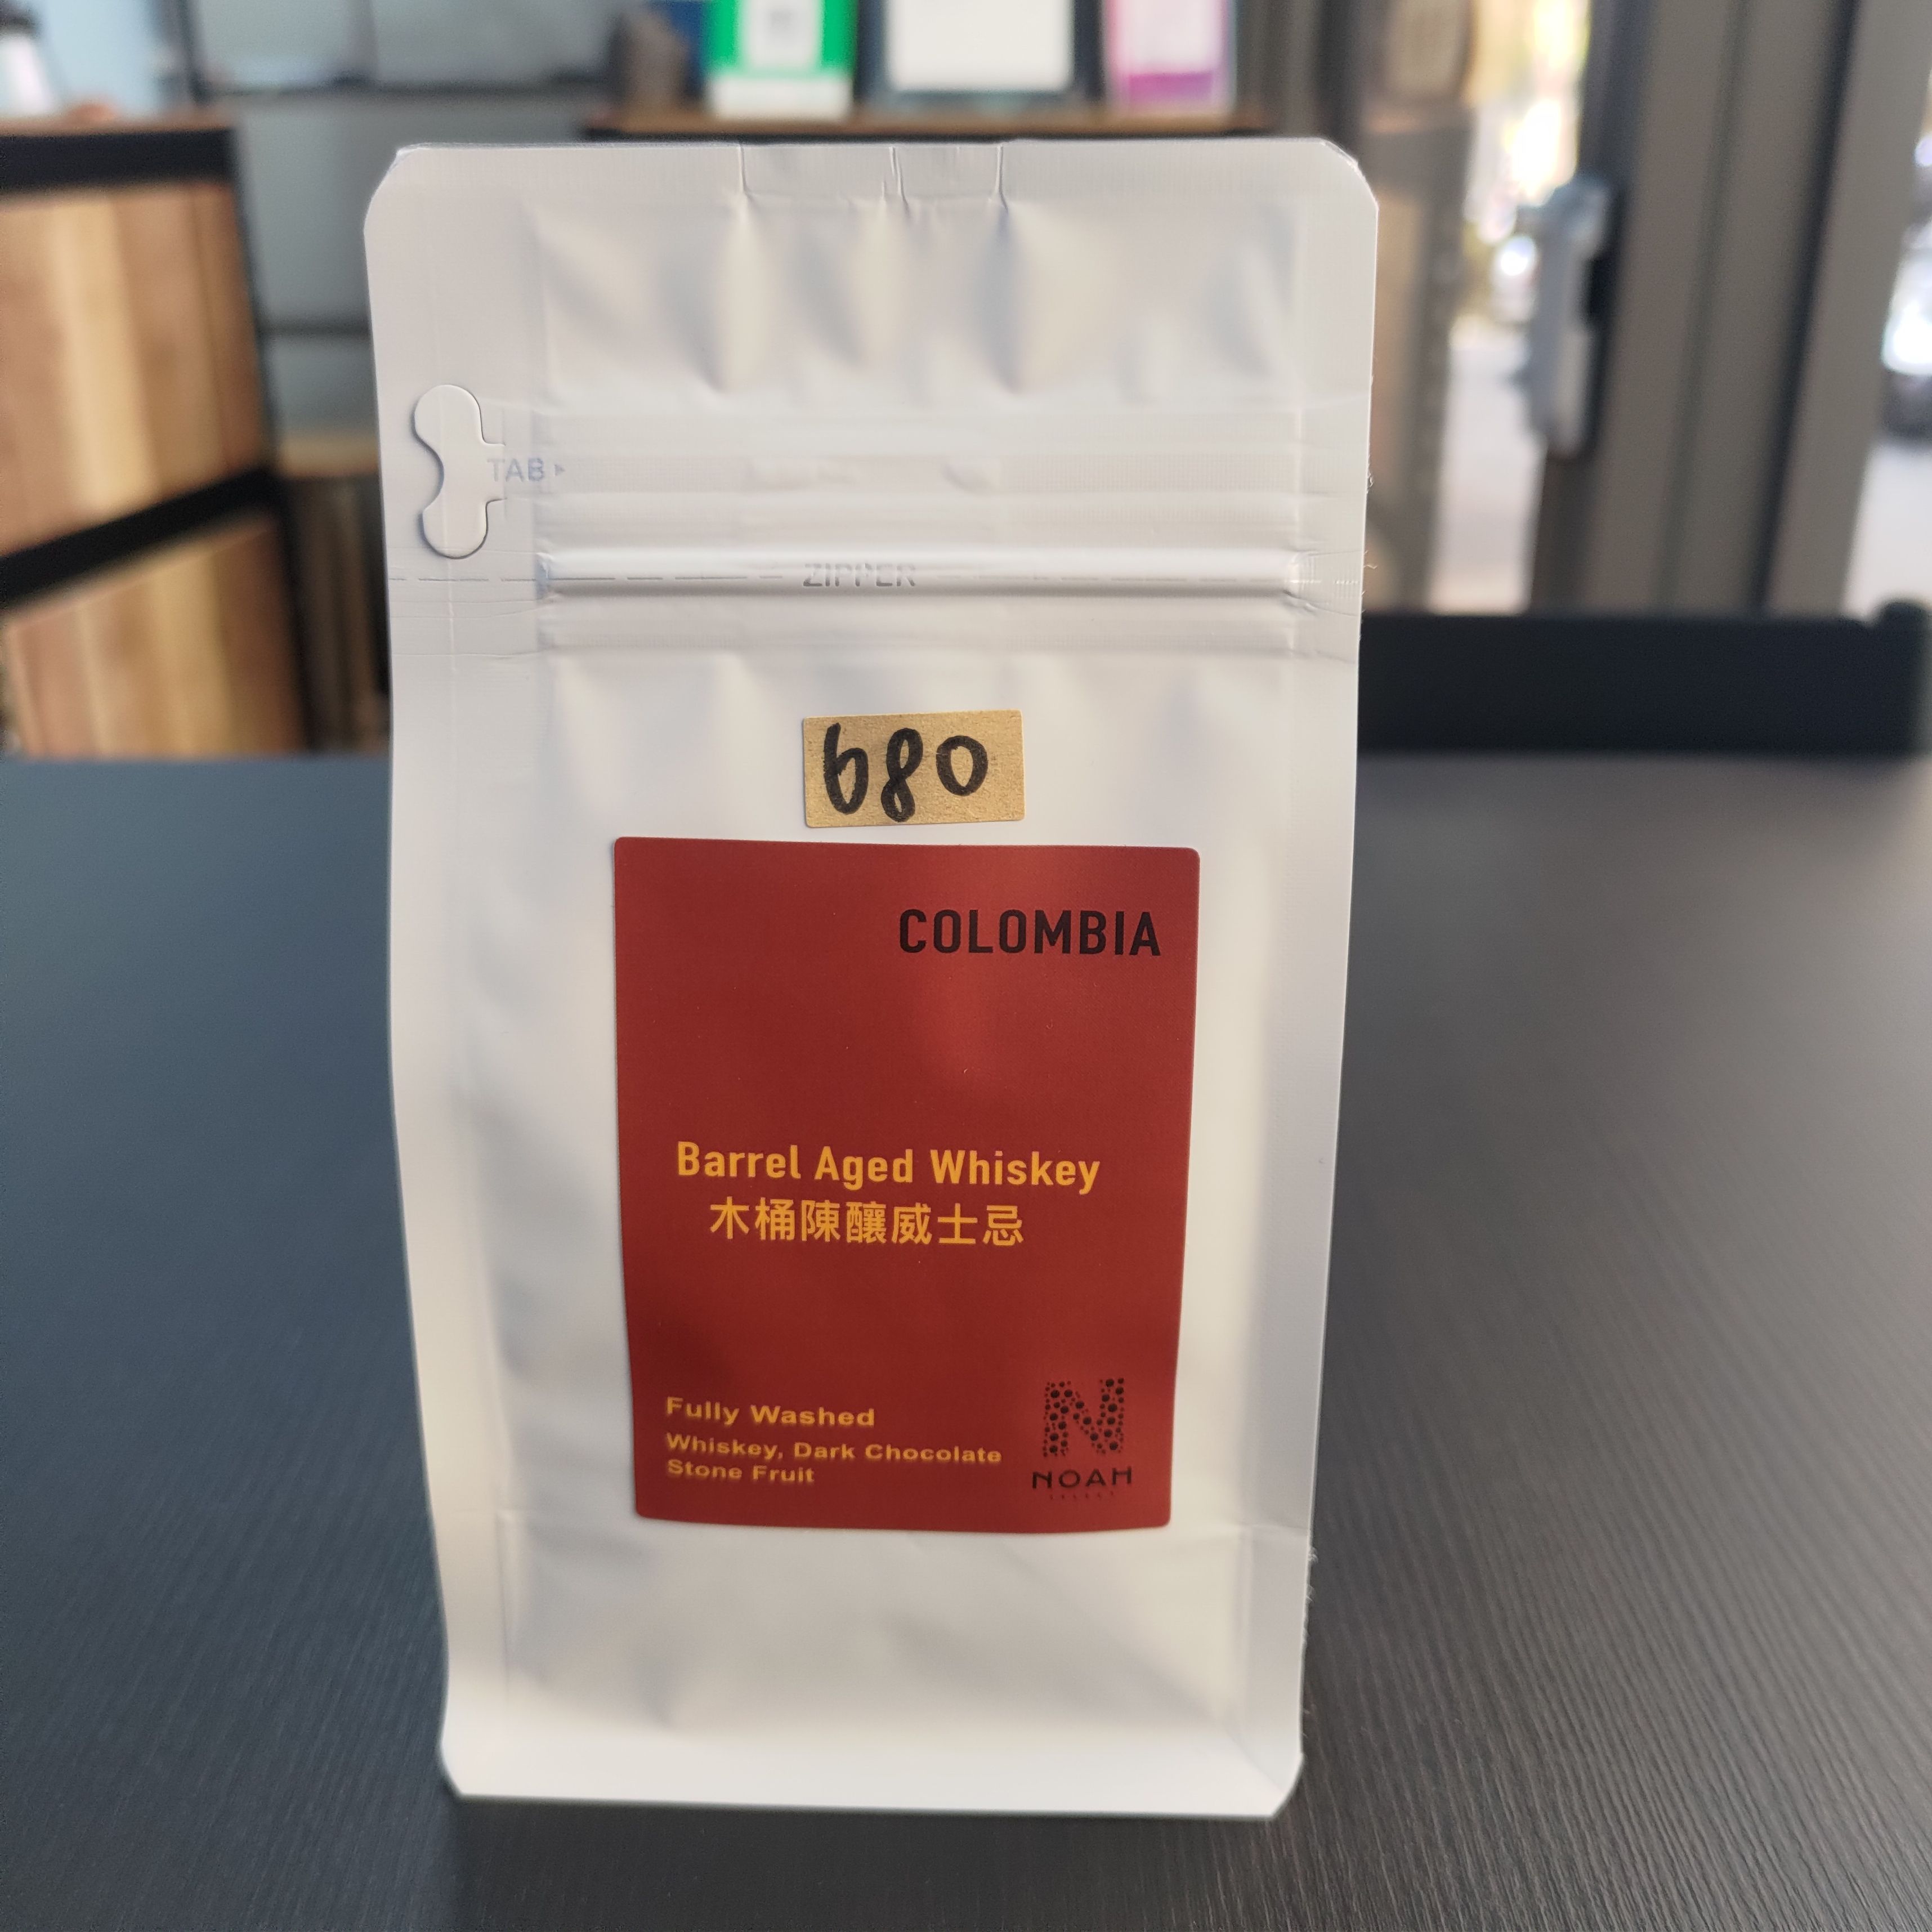 TAB
ZIPPER
680
COLOMBIA
Barrel Aged Whiskey
木桶陳釀威士忌
Fully Washed
Whiskey, Dark Chocolate
Stone Fruit
N
NOAH